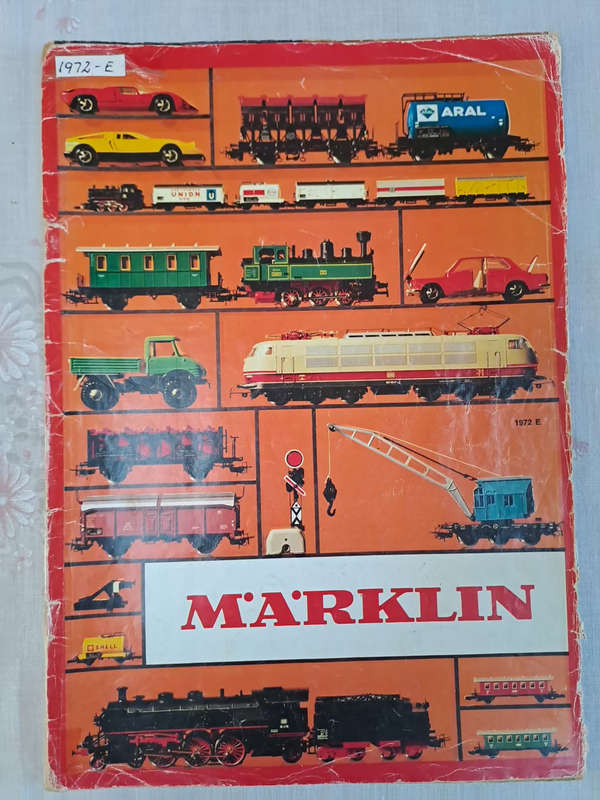 1972-E
ARAL
UNION
1972 E
MÄRKLIN
SHELL